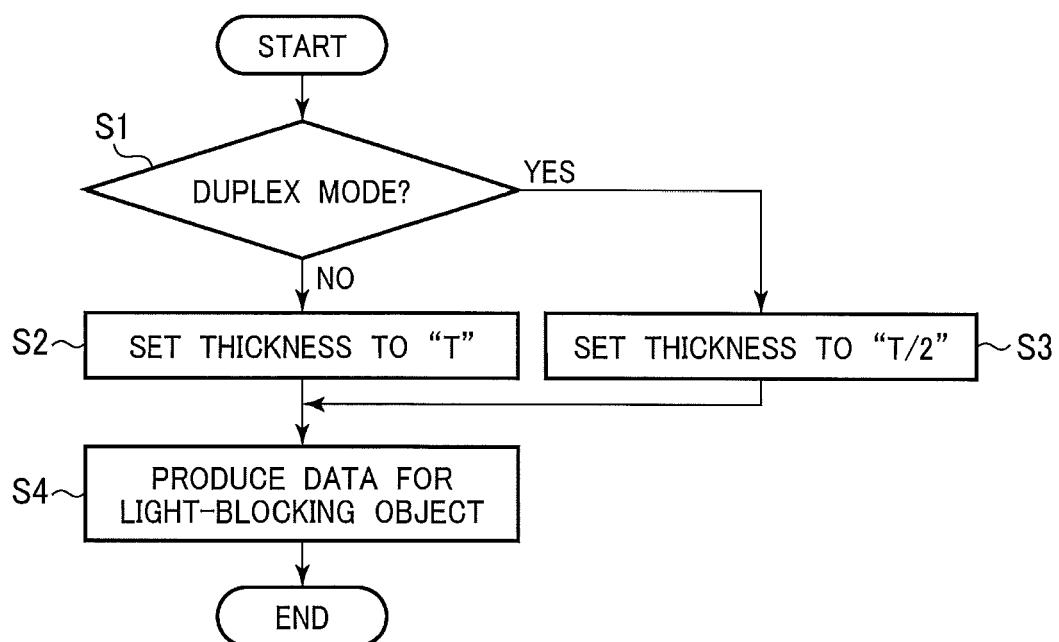 START
S1
DUPLEX MODE?
YES
NO
S2
SET THICKNESS TO “T”
SET THICKNESS TO “T/2”
S3
S4
PRODUCE DATA FOR
LIGHT-BLOCKING OBJECT
END